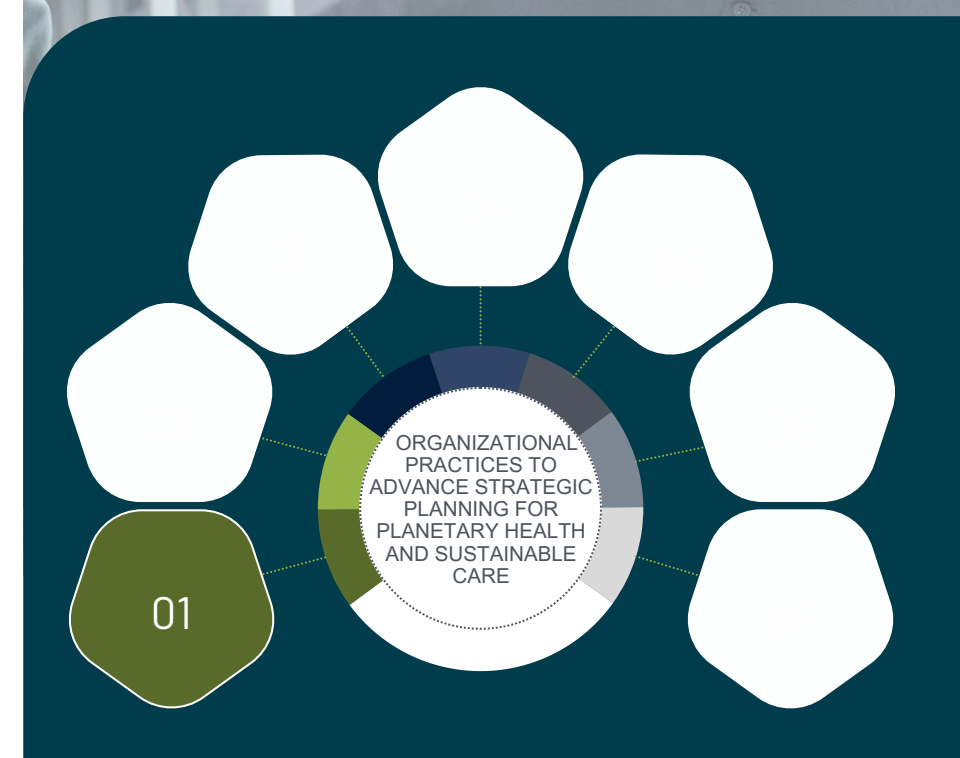 ORGANIZATIONAL
PRACTICES TO
ADVANCE STRATEGIC
PLANNING FOR
PLANETARY HEALTH
AND SUSTAINABLE
CARE
01